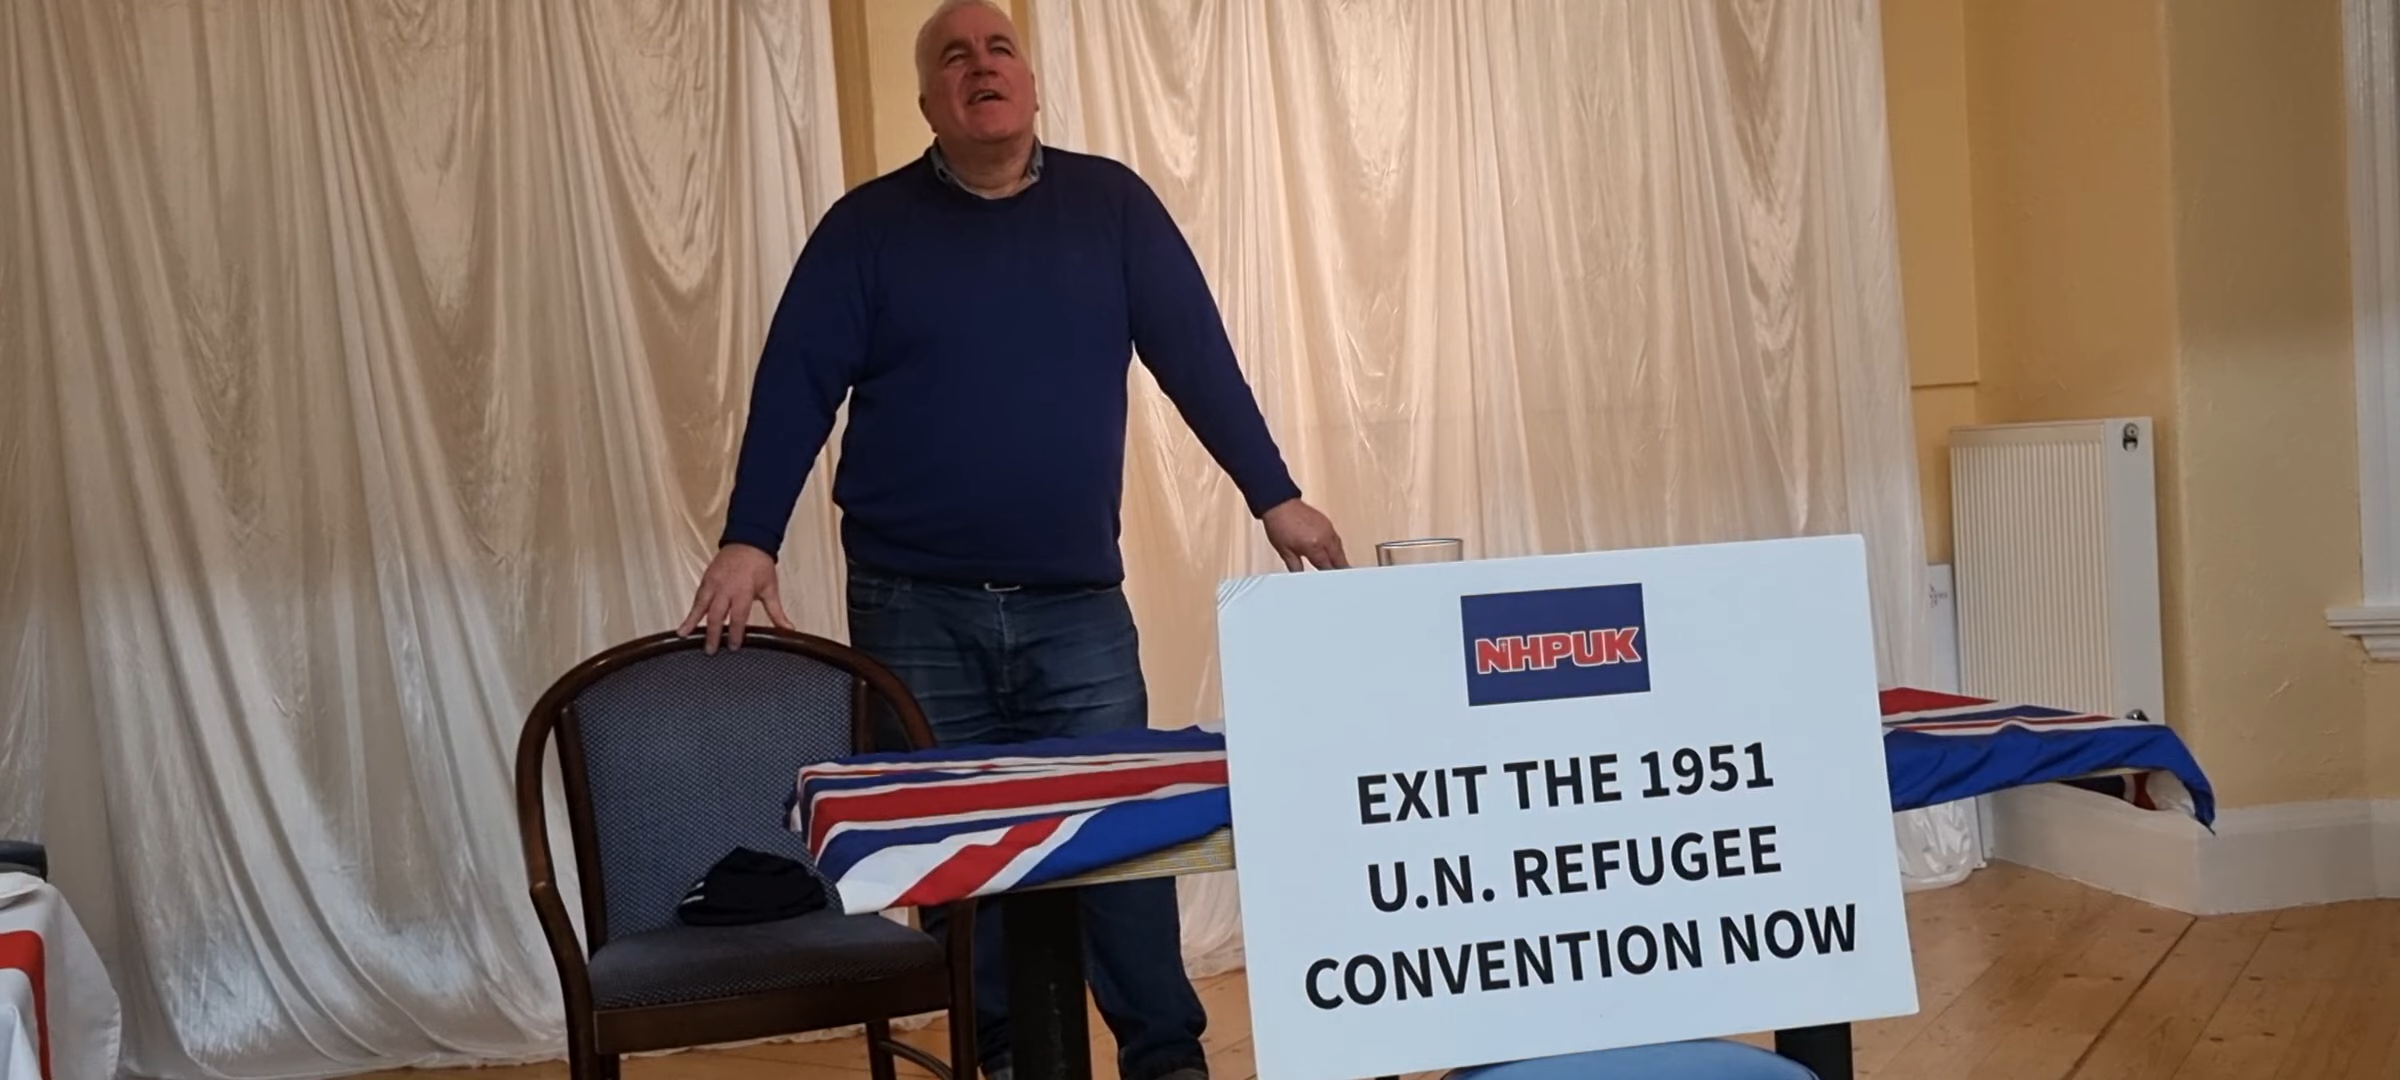 NHPUK
EXIT THE 1951
U.N. REFUGEE
CONVENTION NOW